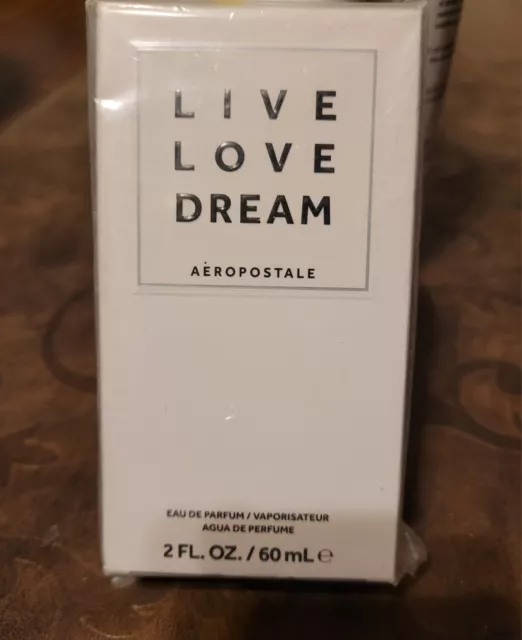 LIVE
LOVE
DREAM
AÉROPOSTALE
EAU DE PARFUM / VAPORISATEUR
AGUA DE PERFUME
2 FL. OZ. / 60 mL ℮